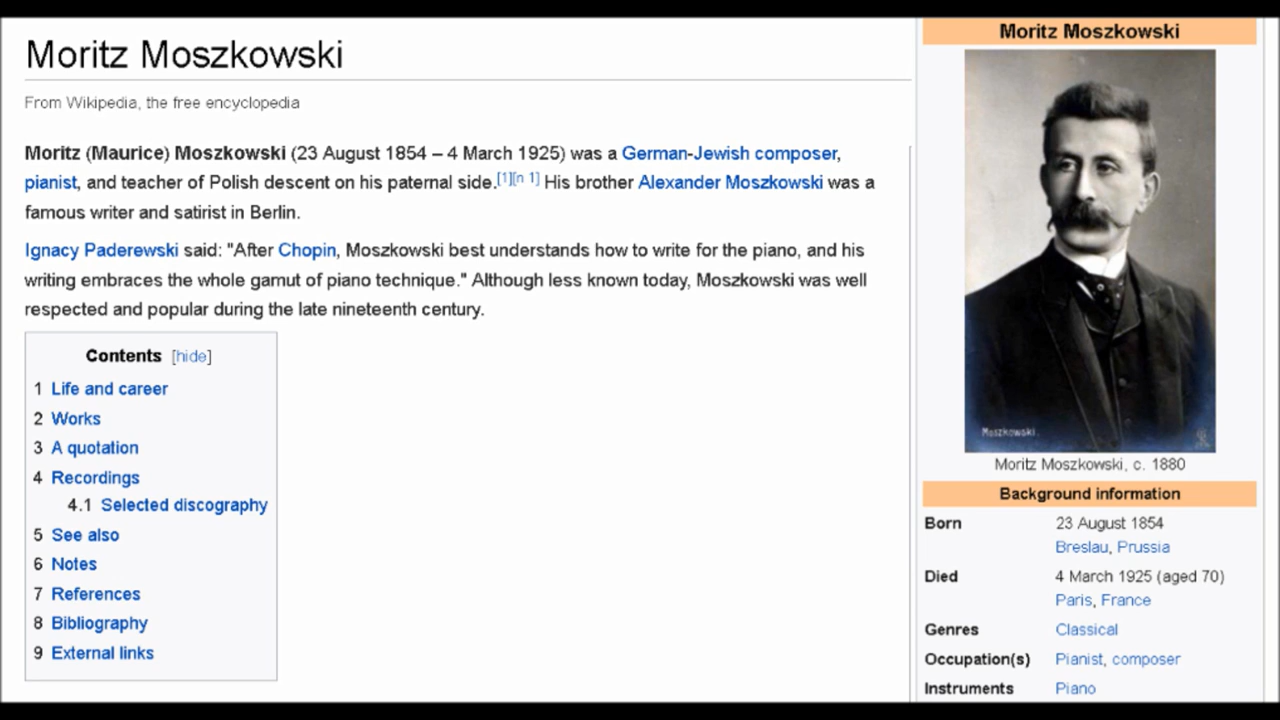 Moritz Moszkowski
From Wikipedia, the free encyclopedia
Moritz (Maurice) Moszkowski (23 August 1854 – 4 March 1925) was a German-Jewish composer,
pianist, and teacher of Polish descent on his paternal side.[1][n 1] His brother Alexander Moszkowski was a
famous writer and satirist in Berlin.
Ignacy Paderewski said: "After Chopin, Moszkowski best understands how to write for the piano, and his
writing embraces the whole gamut of piano technique." Although less known today, Moszkowski was well
respected and popular during the late nineteenth century.
Contents [hide]
1 Life and career
2 Works
3 A quotation
4 Recordings
4.1 Selected discography
5 See also
6 Notes
7 References
8 Bibliography
9 External links
Moritz Moszkowski
Moszkowski.
Moritz Moszkowski, c. 1880
Background information
Born 23 August 1854
Breslau, Prussia
Died 4 March 1925 (aged 70)
Paris, France
Genres Classical
Occupation(s) Pianist, composer
Instruments Piano